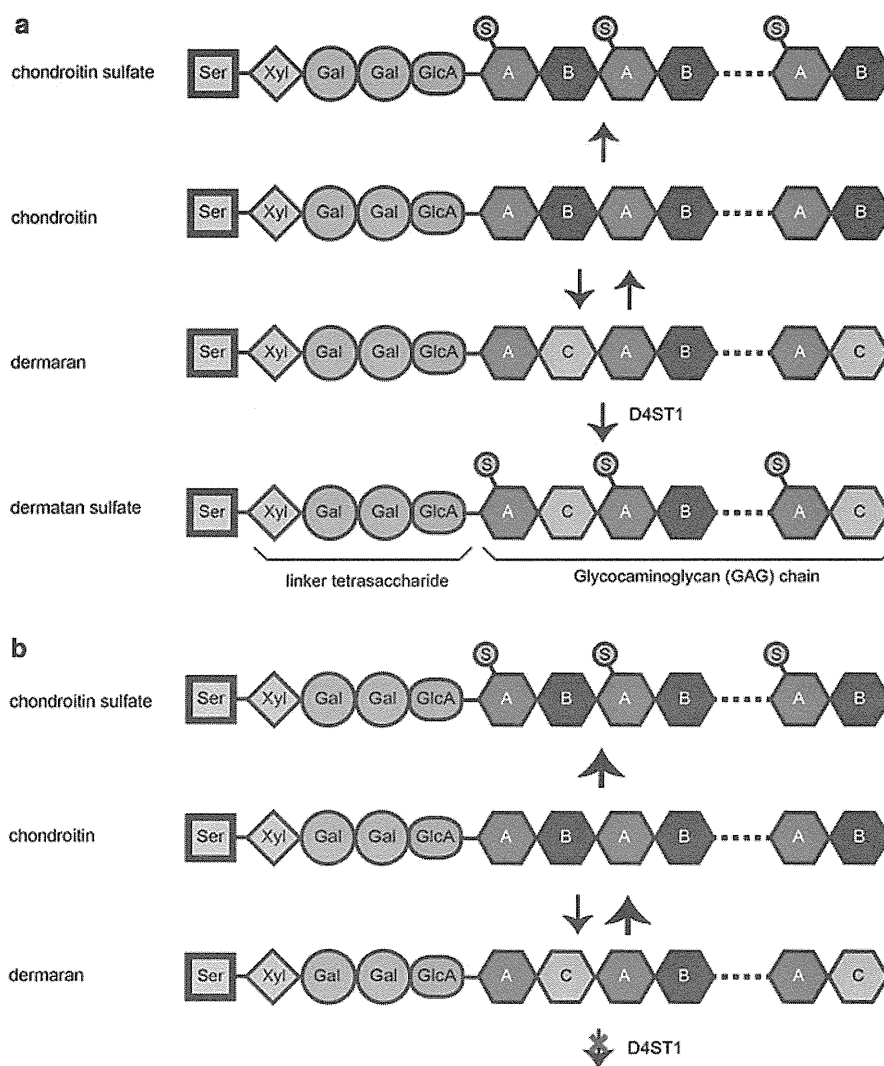 a
S S S
chondroitin sulfate Ser Xyl Gal Gal GlcA A B A B A B
chondroitin Ser Xyl Gal Gal GlcA A B A B A B
dermaran Ser Xyl Gal Gal GlcA A C A B A C
D4ST1
S S S
dermatan sulfate Ser Xyl Gal Gal GlcA A C A B A C
linker tetrasaccharide Glycocaminoglycan (GAG) chain
b
S S S
chondroitin sulfate Ser Xyl Gal Gal GlcA A B A B A B
chondroitin Ser Xyl Gal Gal GlcA A B A B A B
dermaran Ser Xyl Gal Gal GlcA A C A B A C
D4ST1